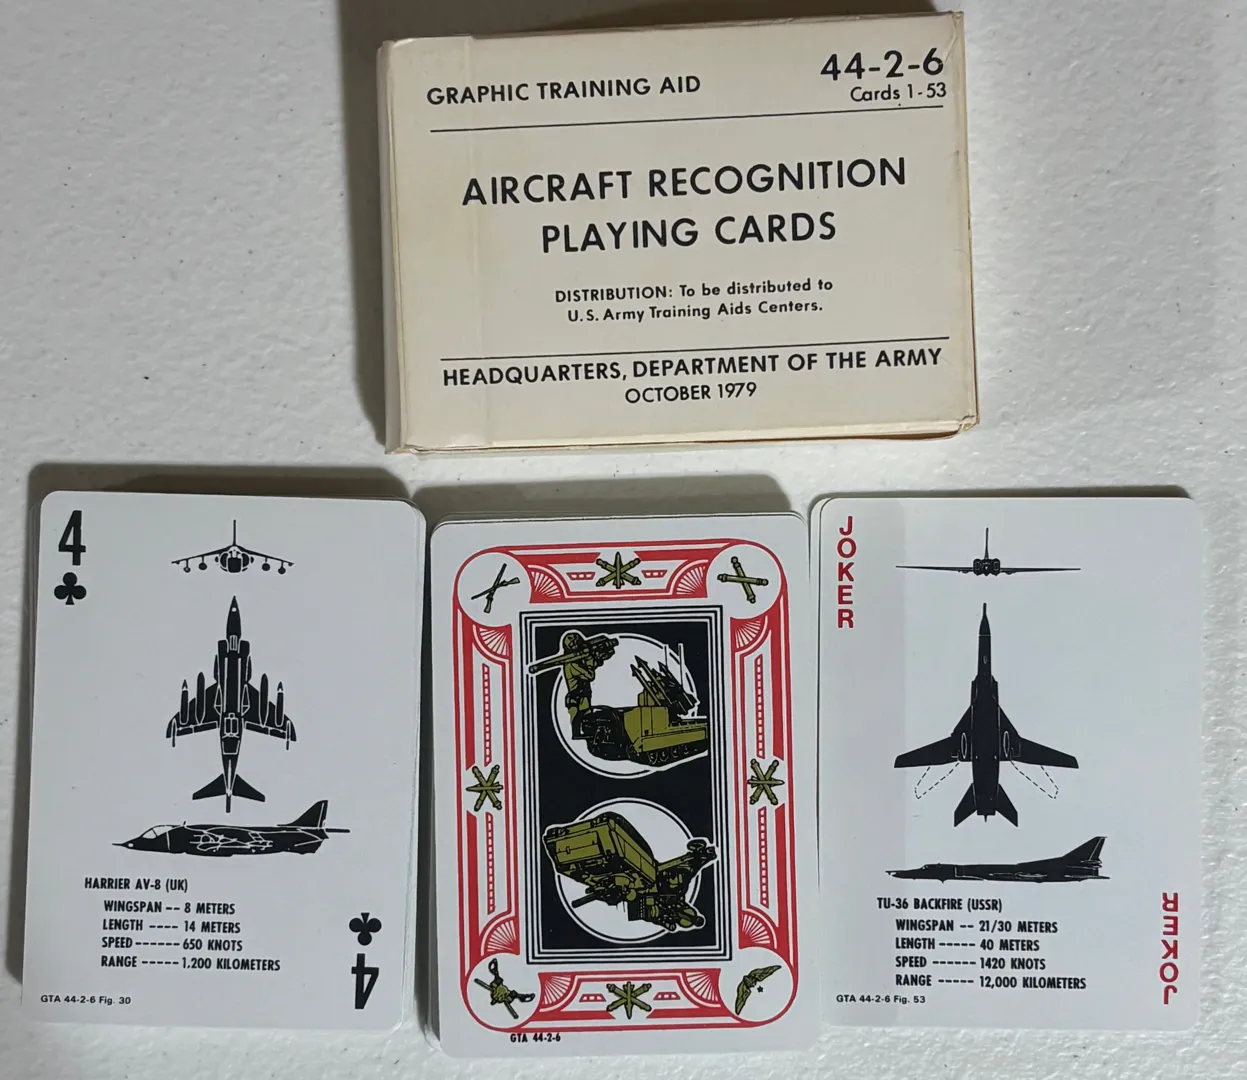 GRAPHIC TRAINING AID
44-2-6
Cards 1-53
AIRCRAFT RECOGNITION
PLAYING CARDS
DISTRIBUTION: To be distributed to
U.S. Army Training Aids Centers.
HEADQUARTERS, DEPARTMENT OF THE ARMY
OCTOBER 1979
4
HARRIER AV-8 (UK)
WINGSPAN -- 8 METERS
LENGTH ---- 14 METERS
SPEED ------ 650 KNOTS
RANGE ----- 1,200 KILOMETERS
GTA 44-2-6 Fig. 30
4
GTA 44-2-6
JOKER
TU-36 BACKFIRE (USSR)
WINGSPAN -- 21/30 METERS
LENGTH ----- 40 METERS
SPEED ------ 1420 KNOTS
RANGE ----- 12,000 KILOMETERS
GTA 44-2-6 Fig. 53
JOKER